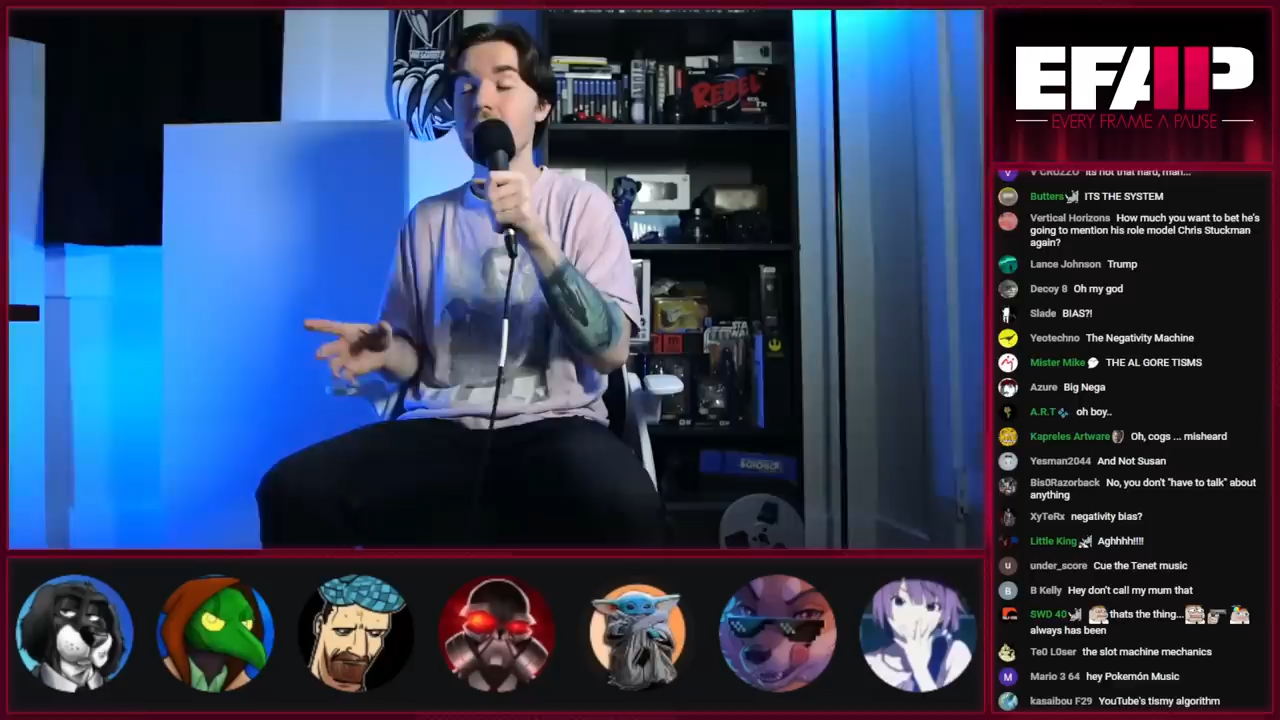 REBEL
STAR
WARS
EFAP
EVERY FRAME A PAUSE
V CRUZZO its not that hard, man...
Butters ITS THE SYSTEM
Vertical Horizons How much you want to bet he's
going to mention his role model Chris Stuckman
again?
Lance Johnson Trump
Decoy 8 Oh my god
Slade BIAS?!
Yeotechno The Negativity Machine
Mister Mike THE AL GORE TISMS
Azure Big Nega
A.R.T oh boy..
Kapreles Artware Oh, cogs ... misheard
Yesman2044 And Not Susan
Bis0Razorback No, you don't "have to talk" about
anything
XyTeRx negativity bias?
Little King Aghhhh!!!!
under_score Cue the Tenet music
B Kelly Hey don't call my mum that
SWD 40 thats the thing...
always has been
Te0 L0ser the slot machine mechanics
Mario 3 64 hey Pokemón Music
kasaibou F29 YouTube's tismy algorithm